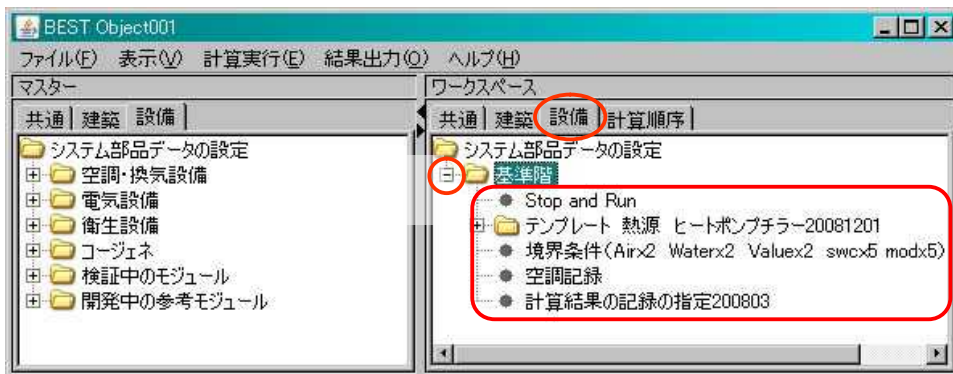 BEST Object001
ファイル(F) 表示(V) 計算実行(E) 結果出力(O) ヘルプ(H)
マスター
共通 建築 設備
システム部品データの設定
空調・換気設備
電気設備
衛生設備
コージェネ
検証中のモジュール
開発中の参考モジュール
ワークスペース
共通 建築 設備 計算順序
システム部品データの設定
基準階
Stop and Run
テンプレート 熱源 ヒートポンプチラー20081201
境界条件(Airx2 Waterx2 Valuex2 swcx5 modx5)
空調記録
計算結果の記録の指定200803